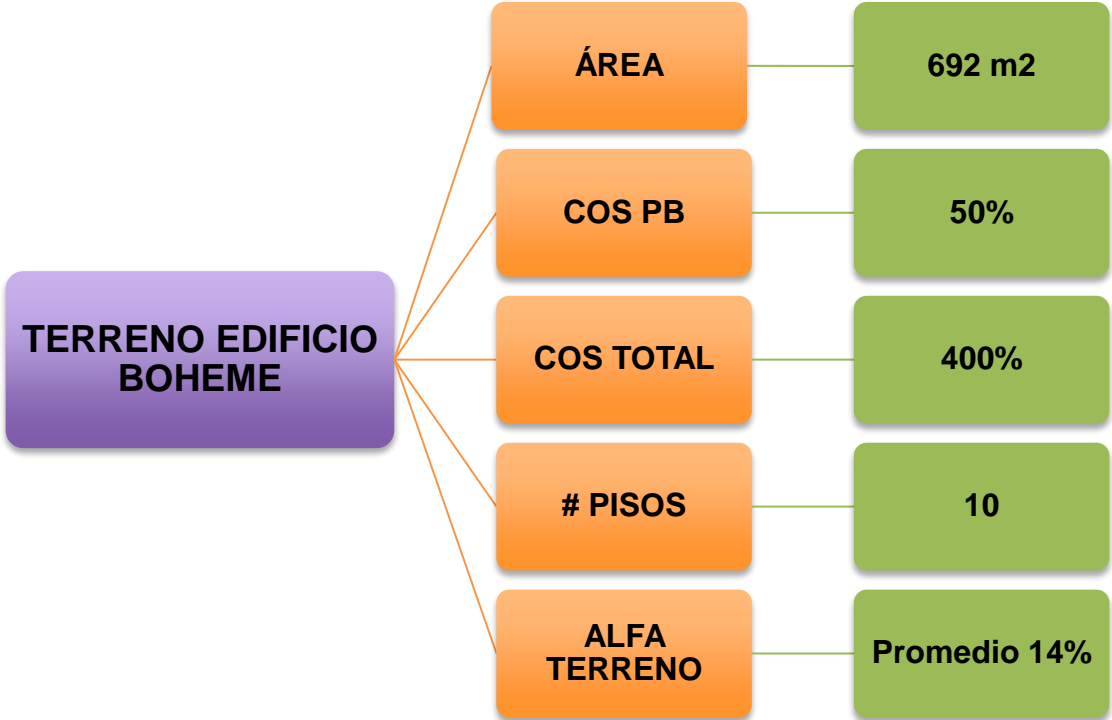 TERRENO EDIFICIO
BOHEME
ÁREA
692 m2
COS PB
50%
COS TOTAL
400%
# PISOS
10
ALFA
TERRENO
Promedio 14%